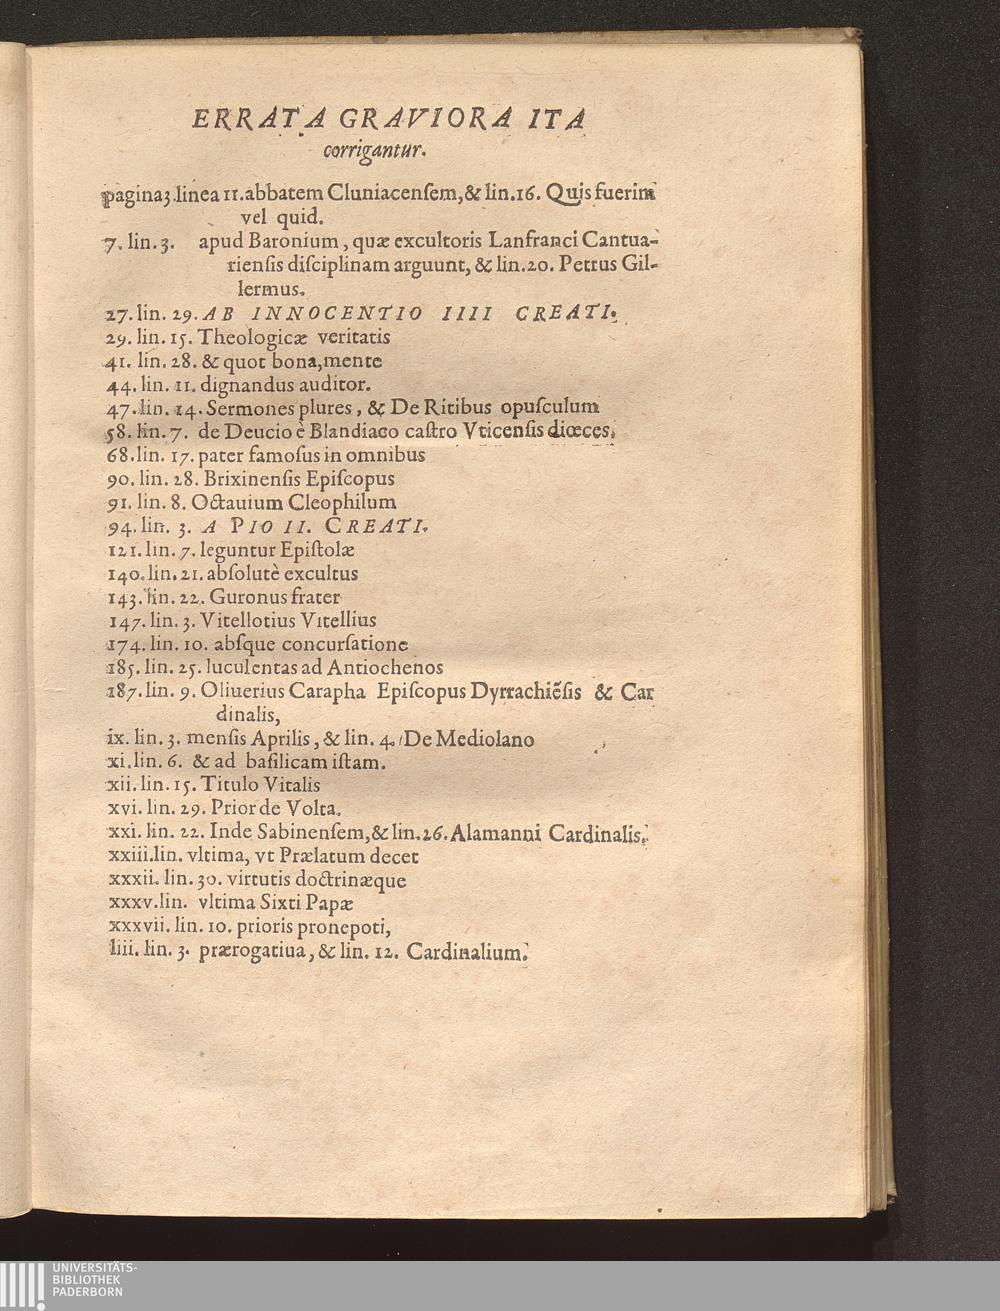 ERRATA GRAVIORA ITA
corrigantur.
pagina 3. linea 11. abbatem Cluniacenſem, & lin. 16. Quis fuerim
vel quid.
7. lin. 3. apud Baronium, quæ excultoris Lanfranci Cantua-
rienſis diſciplinam arguunt, & lin. 20. Petrus Gil-
lermus.
27. lin. 29. AB INNOCENTIO IIII CREATI.
29. lin. 15. Theologicæ veritatis
41. lin. 28. & quot bona, mente
44. lin. 11. dignandus auditor.
47. lin. 14. Sermones plures, & De Ritibus opuſculum
58. lin. 7. de Deucio è Blandiaco caſtro Vticenſis diœces.
68. lin. 17. pater famoſus in omnibus
90. lin. 28. Brixinenſis Epiſcopus
91. lin. 8. Octauium Cleophilum
94. lin. 3. A PIO II. CREATI.
121. lin. 7. leguntur Epiſtolæ
140. lin. 21. abſolutè excultus
143. lin. 22. Guronus frater
147. lin. 3. Vitellotius Vitellius
174. lin. 10. abſque concurſatione
185. lin. 25. luculentas ad Antiochenos
187. lin. 9. Oliuerius Carapha Epiſcopus Dyrrachiẽſis & Car
dinalis,
ix. lin. 3. menſis Aprilis, & lin. 4. De Mediolano
xi. lin. 6. & ad baſilicam iſtam.
xii. lin. 15. Titulo Vitalis
xvi. lin. 29. Prior de Volta.
xxi. lin. 22. Inde Sabinenſem, & lin. 26. Alamanni Cardinalis.
xxiii. lin. vltima, vt Prælatum decet
xxxii. lin. 30. virtutis doctrinæque
xxxv. lin. vltima Sixti Papæ
xxxvii. lin. 10. prioris pronepoti,
liii. lin. 3. prærogatiua, & lin. 12. Cardinalium.
UNIVERSITÄTS-
BIBLIOTHEK
PADERBORN